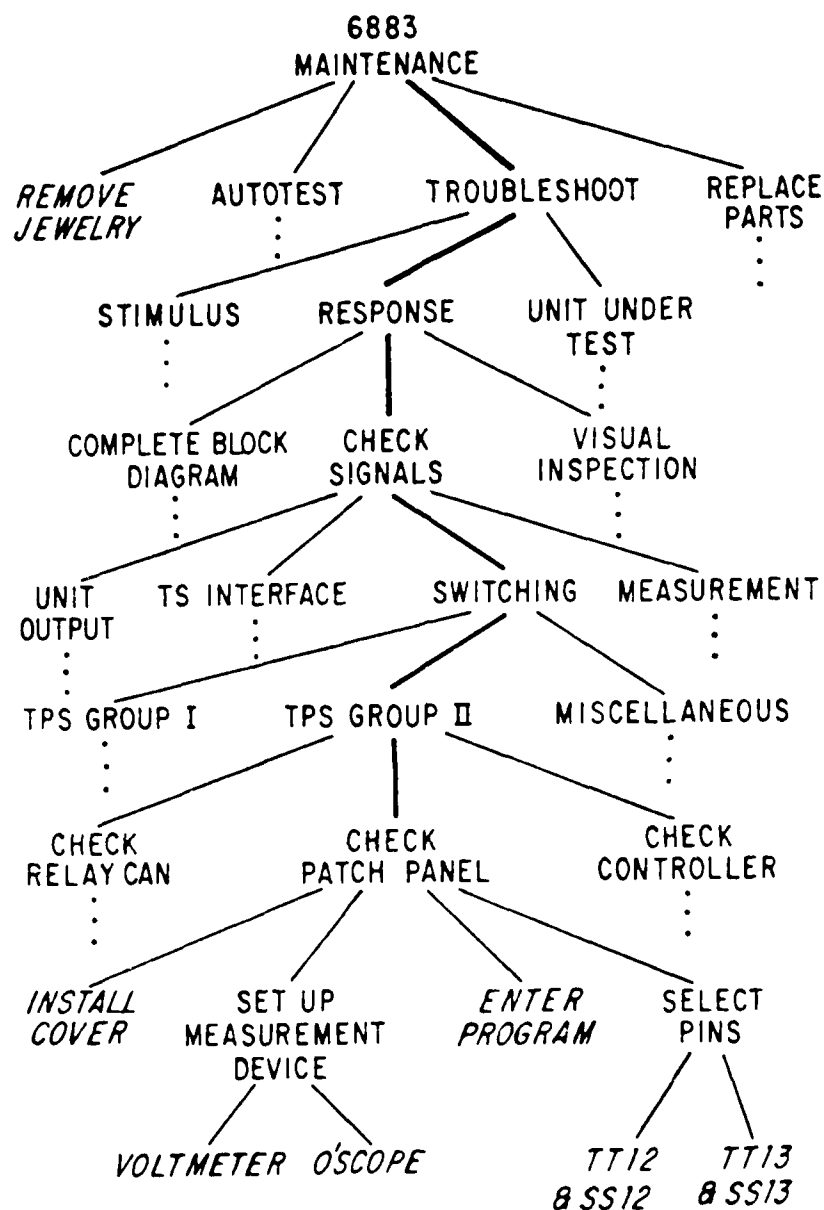 6883
MAINTENANCE
REMOVE
JEWELRY
AUTOTEST
TROUBLESHOOT
REPLACE
PARTS
STIMULUS
RESPONSE
UNIT UNDER
TEST
COMPLETE BLOCK
DIAGRAM
CHECK
SIGNALS
VISUAL
INSPECTION
UNIT
OUTPUT
TS INTERFACE
SWITCHING
MEASUREMENT
TPS GROUP I
TPS GROUP II
MISCELLANEOUS
CHECK
RELAY CAN
CHECK
PATCH PANEL
CHECK
CONTROLLER
INSTALL
COVER
SET UP
MEASUREMENT
DEVICE
ENTER
PROGRAM
SELECT
PINS
VOLTMETER
O'SCOPE
TT12
& SS12
TT13
& SS13